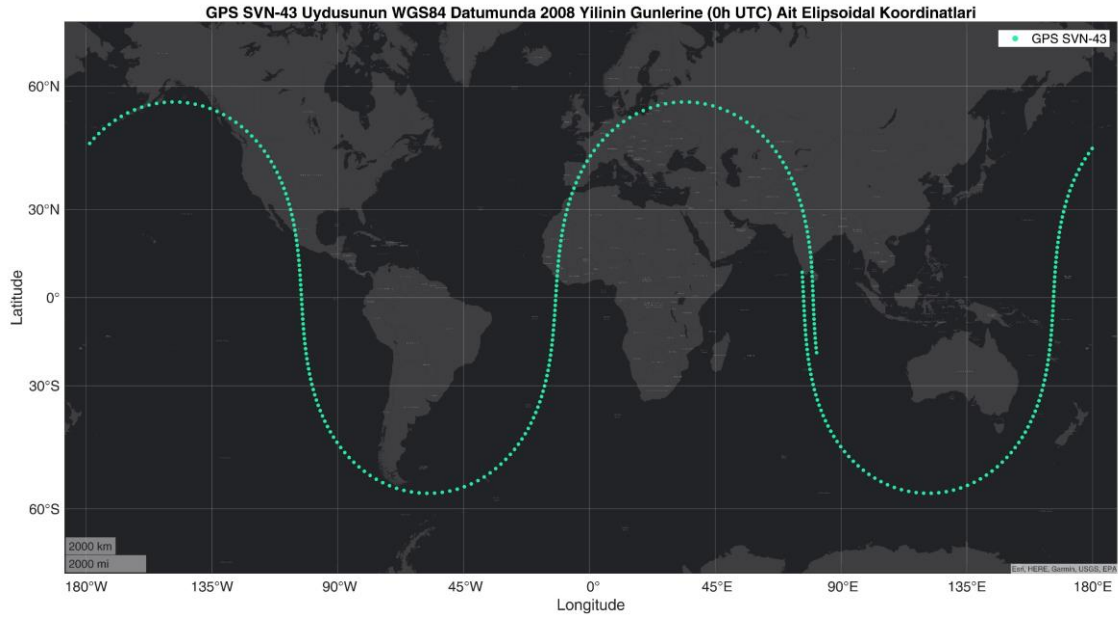 GPS SVN-43 Uydusunun WGS84 Datumunda 2008 Yilinin Gunlerine (0h UTC) Ait Elipsoidal Koordinatlari
GPS SVN-43
60°N
30°N
0°
30°S
60°S
Latitude
2000 km
2000 mi
Esri, HERE, Garmin, USGS, EPA
180°W
135°W
90°W
45°W
0°
45°E
90°E
135°E
180°E
Longitude